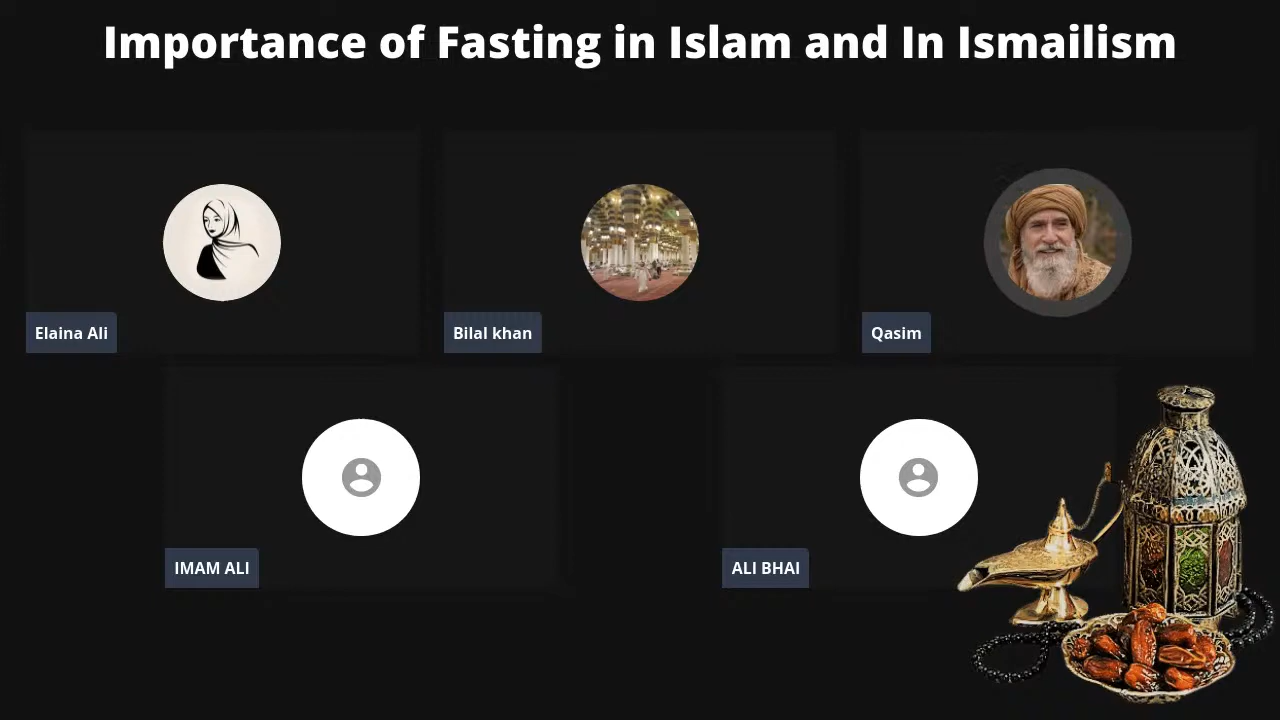 Importance of Fasting in Islam and In Ismailism
Elaina Ali
Bilal khan
Qasim
IMAM ALI
ALI BHAI